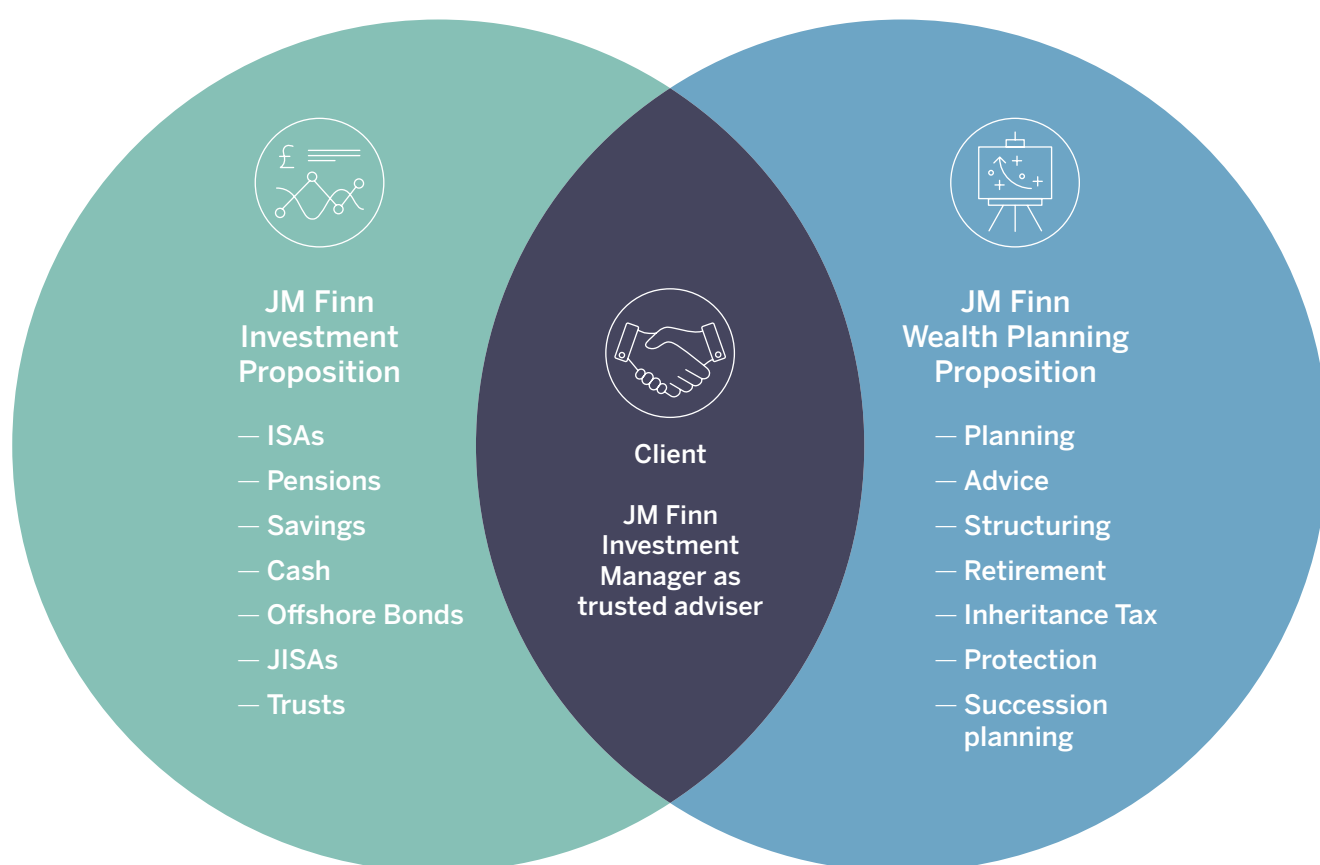 £
JM Finn
Investment
Proposition
— ISAs
— Pensions
— Savings
— Cash
— Offshore Bonds
— JISAs
— Trusts
Client
JM Finn
Investment
Manager as
trusted adviser
JM Finn
Wealth Planning
Proposition
— Planning
— Advice
— Structuring
— Retirement
— Inheritance Tax
— Protection
— Succession
planning